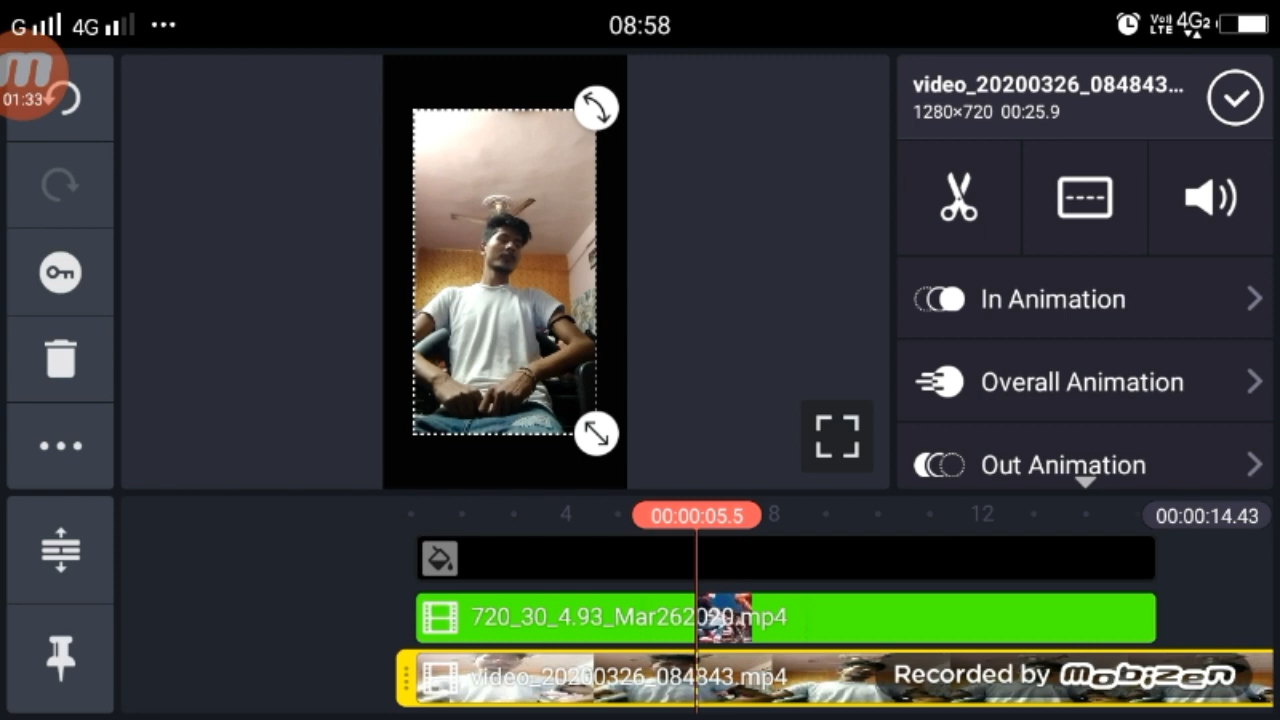 G 4G 08:58 VoLTE 4G2
01:33
video_20200326_084843...
1280×720 00:25.9
In Animation
Overall Animation
Out Animation
4 00:00:05.5 8 12 00:00:14.43
720_30_4.93_Mar262020.mp4
video_20200326_084843.mp4
Recorded by mobizen